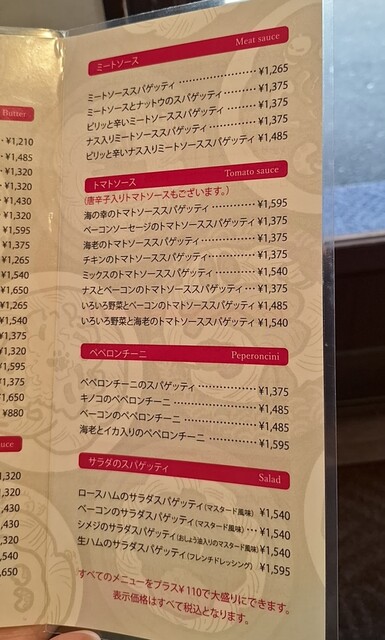 Butter
¥1,210
¥1,485
¥1,320
¥1,320
¥1,430
¥1,320
¥1,595
¥1,375
¥1,265
¥1,540
¥1,650
1,265
1,540
1,375
1,320
1,595
1,375
1,650
¥880
1,320
1,320
1,430
1,320
1,540
1,650
ミートソース Meat sauce
ミートソーススパゲッティ ¥1,265
ミートソースとナットウのスパゲッティ ¥1,375
ピリッと辛いミートソーススパゲッティ ¥1,375
ナス入りミートソーススパゲッティ ¥1,375
ピリッと辛いナス入りミートソーススパゲッティ ¥1,485
トマトソース Tomato sauce
(唐辛子入りトマトソースもございます。)
海の幸のトマトソーススパゲッティ ¥1,595
ベーコンソーセージのトマトソーススパゲッティ ¥1,375
海老のトマトソーススパゲッティ ¥1,375
チキンのトマトソーススパゲッティ ¥1,375
ミックスのトマトソーススパゲッティ ¥1,540
ナスとベーコンのトマトソーススパゲッティ ¥1,375
いろいろ野菜とベーコンのトマトソーススパゲッティ ¥1,485
いろいろ野菜と海老のトマトソーススパゲッティ ¥1,540
ペペロンチーニ Peperoncini
ペペロンチーニのスパゲッティ ¥1,375
キノコのペペロンチーニ ¥1,485
ベーコンのペペロンチーニ ¥1,485
海老とイカ入りのペペロンチーニ ¥1,595
サラダのスパゲッティ Salad
ロースハムのサラダスパゲッティ(マスタード風味) ¥1,540
ベーコンのサラダスパゲッティ(マスタード風味) ¥1,540
シメジのサラダスパゲッティ(おしょう油入りのマスタード風味) ¥1,540
生ハムのサラダスパゲッティ(フレンチドレッシング) ¥1,595
すべてのメニューをプラス¥110で大盛りにできます。
表示価格はすべて税込となります。